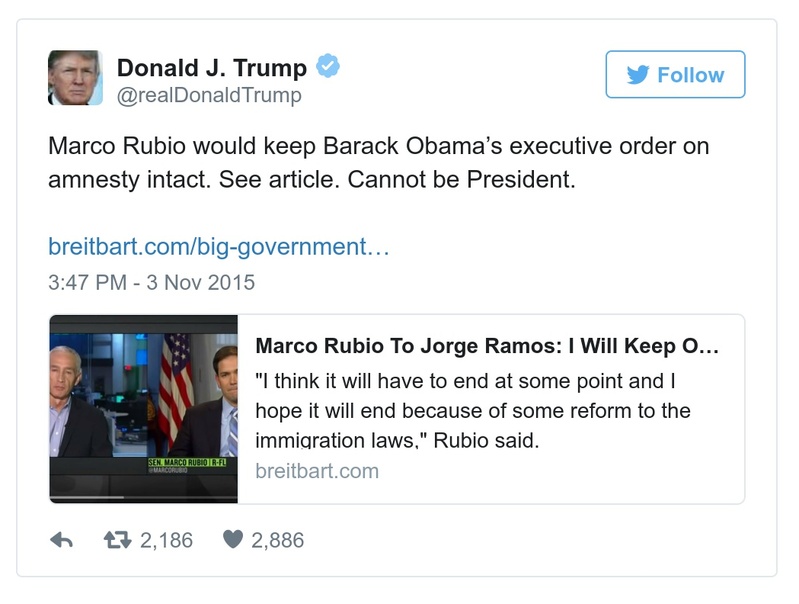 Donald J. Trump
@realDonaldTrump
Follow
Marco Rubio would keep Barack Obama’s executive order on
amnesty intact. See article. Cannot be President.
breitbart.com/big-government…
3:47 PM - 3 Nov 2015
Marco Rubio To Jorge Ramos: I Will Keep O…
"I think it will have to end at some point and I
hope it will end because of some reform to the
immigration laws," Rubio said.
breitbart.com
SEN. MARCO RUBIO | R-FL
@MARCORUBIO
2,186
2,886